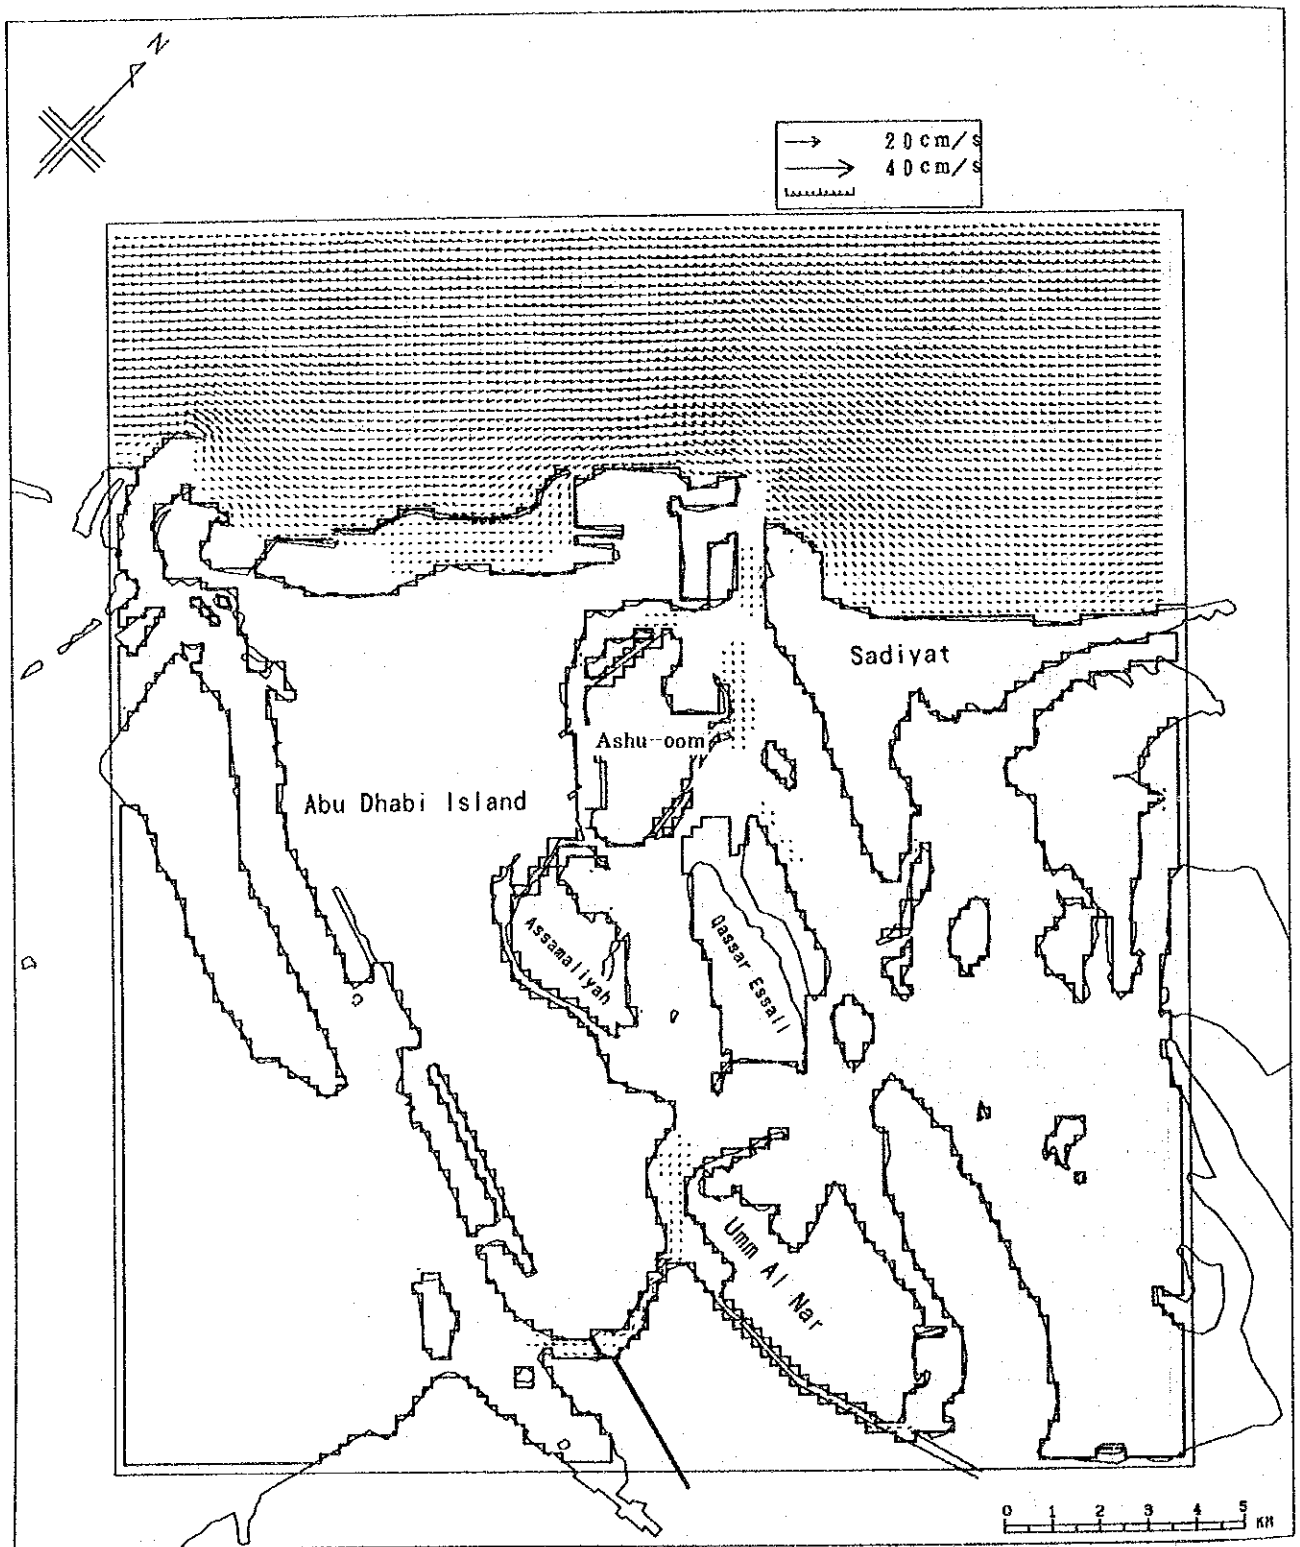 N
20cm/s
40cm/s
Sadiyat
Ashu-oom
Abu Dhabi Island
Assamaliyah
Qassar Essali
Umm Al Nar
0 1 2 3 4 5 KM